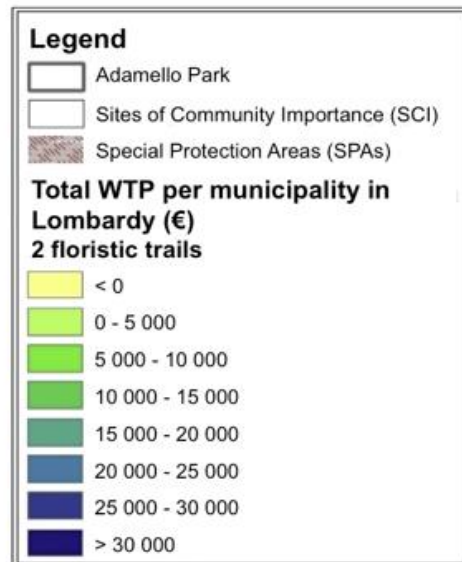 Legend
Adamello Park
Sites of Community Importance (SCI)
Special Protection Areas (SPAs)
Total WTP per municipality in
Lombardy (€)
2 floristic trails
< 0
0 - 5 000
5 000 - 10 000
10 000 - 15 000
15 000 - 20 000
20 000 - 25 000
25 000 - 30 000
> 30 000